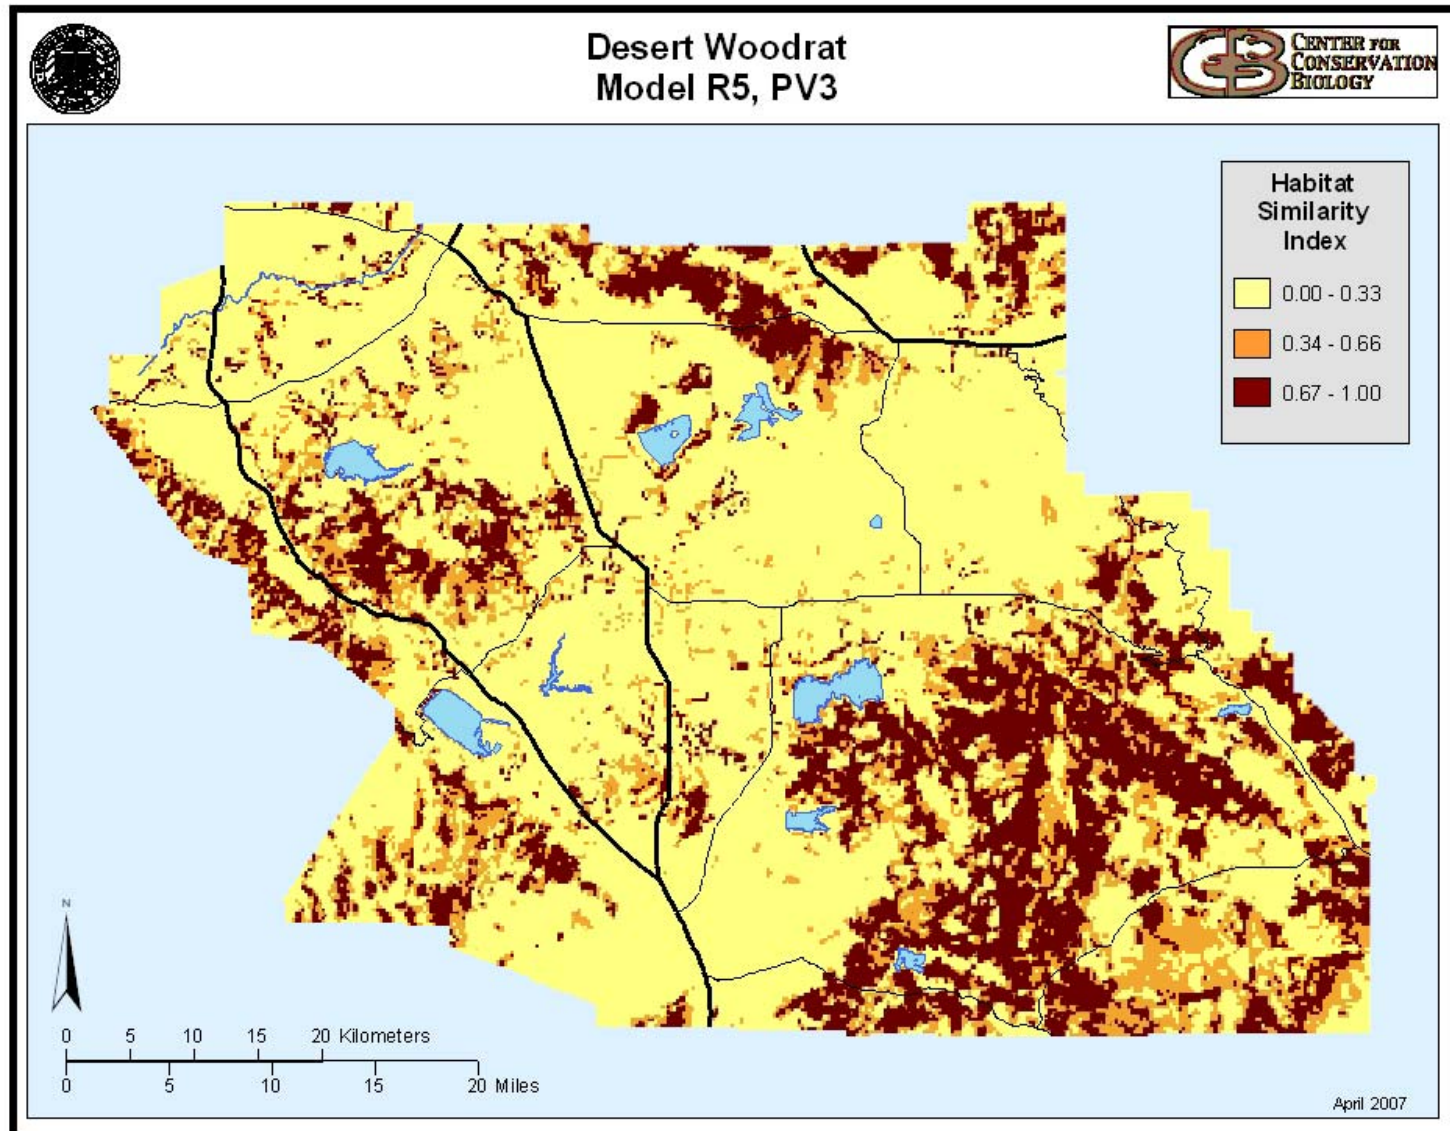 Desert Woodrat
Model R5, PV3
CENTER FOR
CONSERVATION
BIOLOGY
Habitat
Similarity
Index
0.00 - 0.33
0.34 - 0.66
0.67 - 1.00
N
0 5 10 15 20 Kilometers
0 5 10 15 20 Miles
April 2007